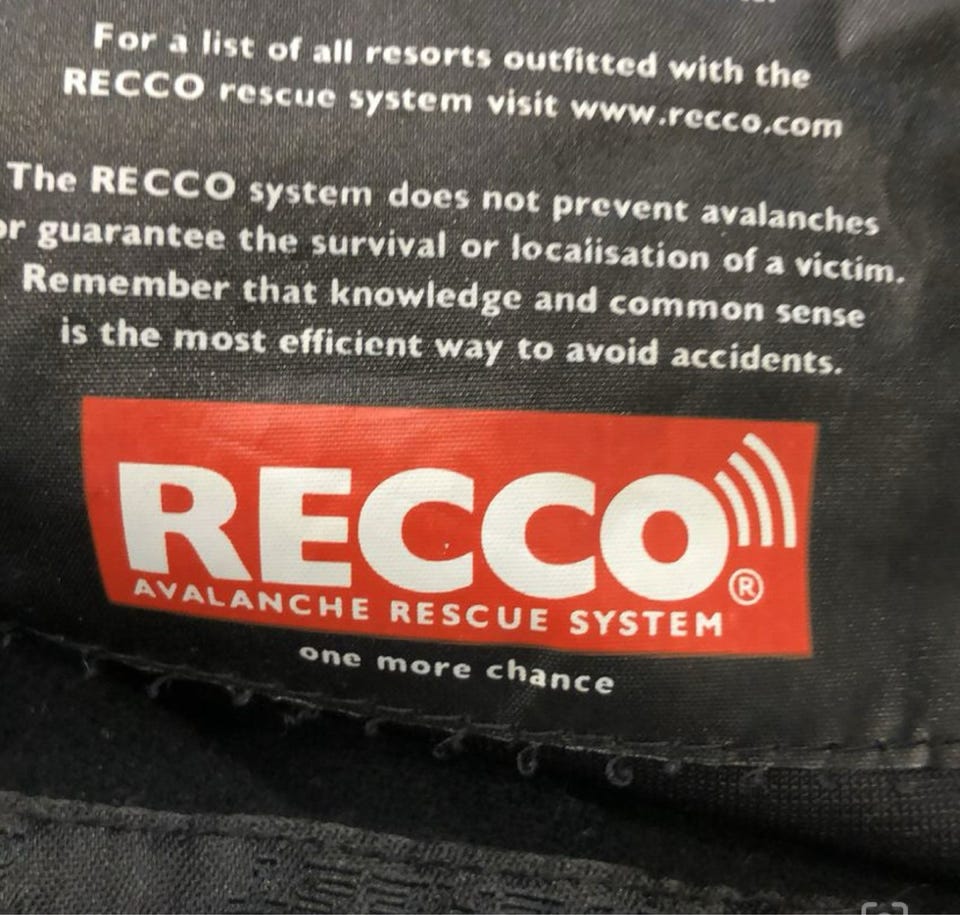 For a list of all resorts outfitted with the
RECCO rescue system visit www.recco.com
The RECCO system does not prevent avalanches
or guarantee the survival or localisation of a victim.
Remember that knowledge and common sense
is the most efficient way to avoid accidents.
RECCO®
AVALANCHE RESCUE SYSTEM
one more chance